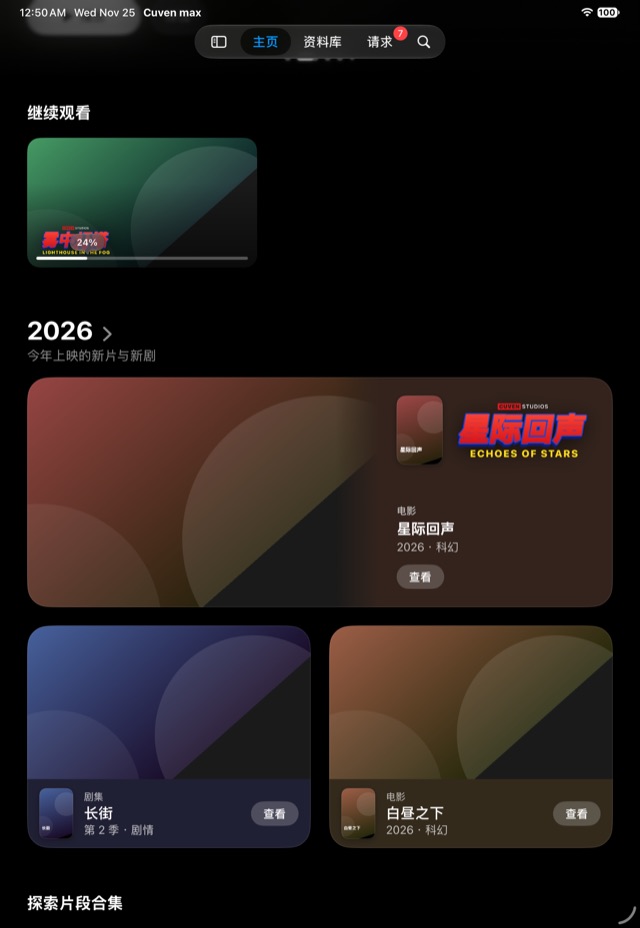 12:50 AM Wed Nov 25 Cuven max
100
主页 资料库 请求 7
继续观看
STUDIOS
24%
LIGHTHOUSE IN THE FOG
2026
今年上映的新片与新剧
星际回声
CUVEN STUDIOS
星际回声
ECHOES OF STARS
电影
星际回声
2026 · 科幻
查看
长街
剧集
长街
第 2 季 · 剧情
查看
白昼之下
电影
白昼之下
2026 · 科幻
查看
探索片段合集